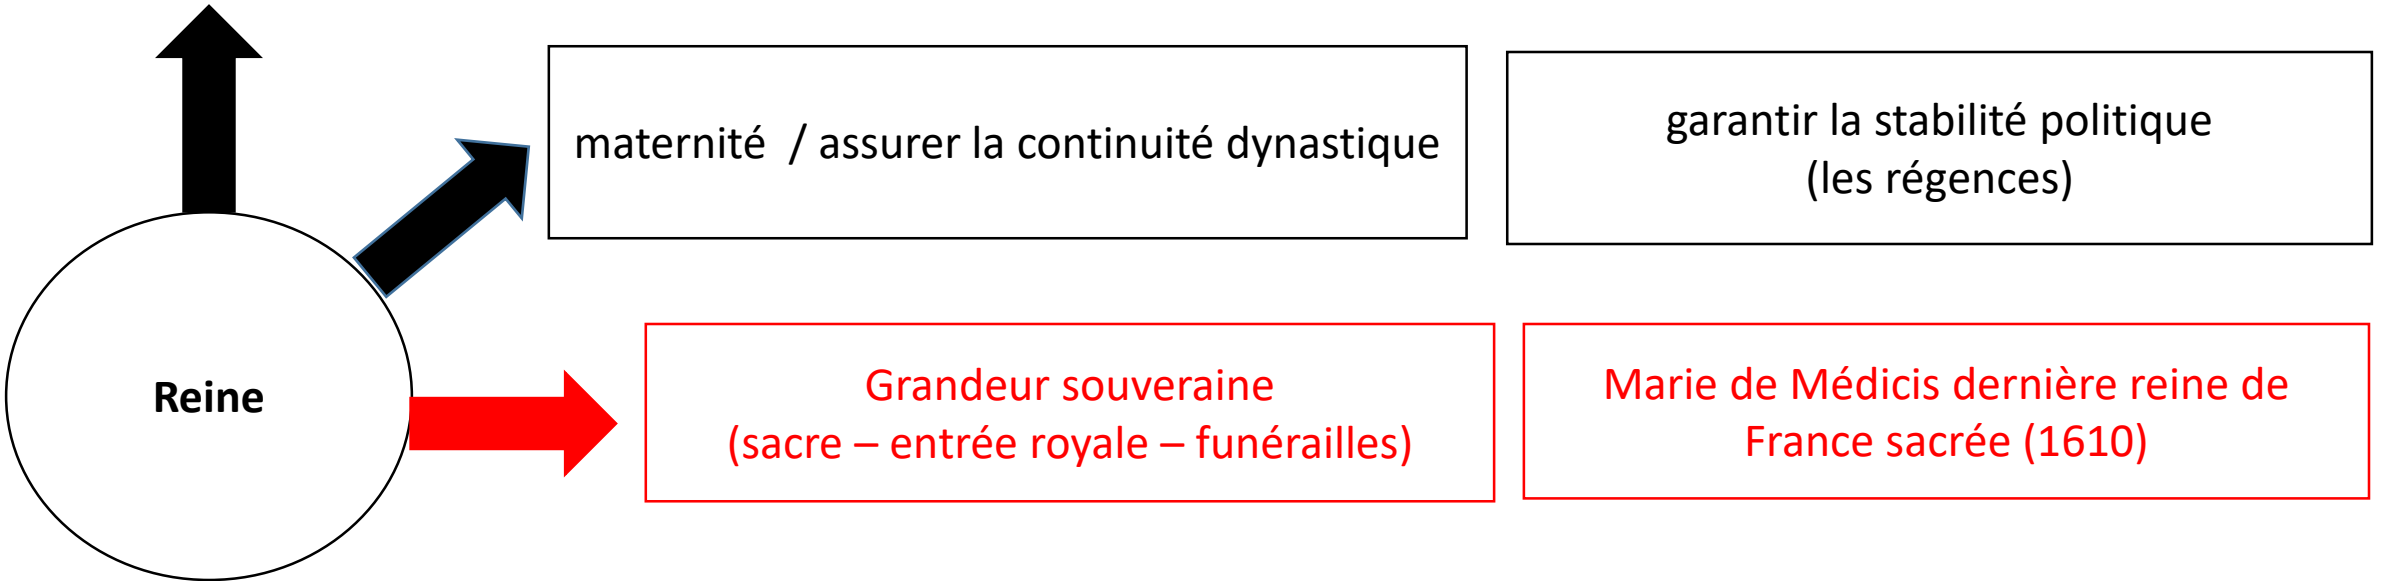 maternité  / assurer la continuité dynastique
garantir la stabilité politique
(les régences)
Reine
Grandeur souveraine
(sacre – entrée royale – funérailles)
Marie de Médicis dernière reine de
France sacrée (1610)